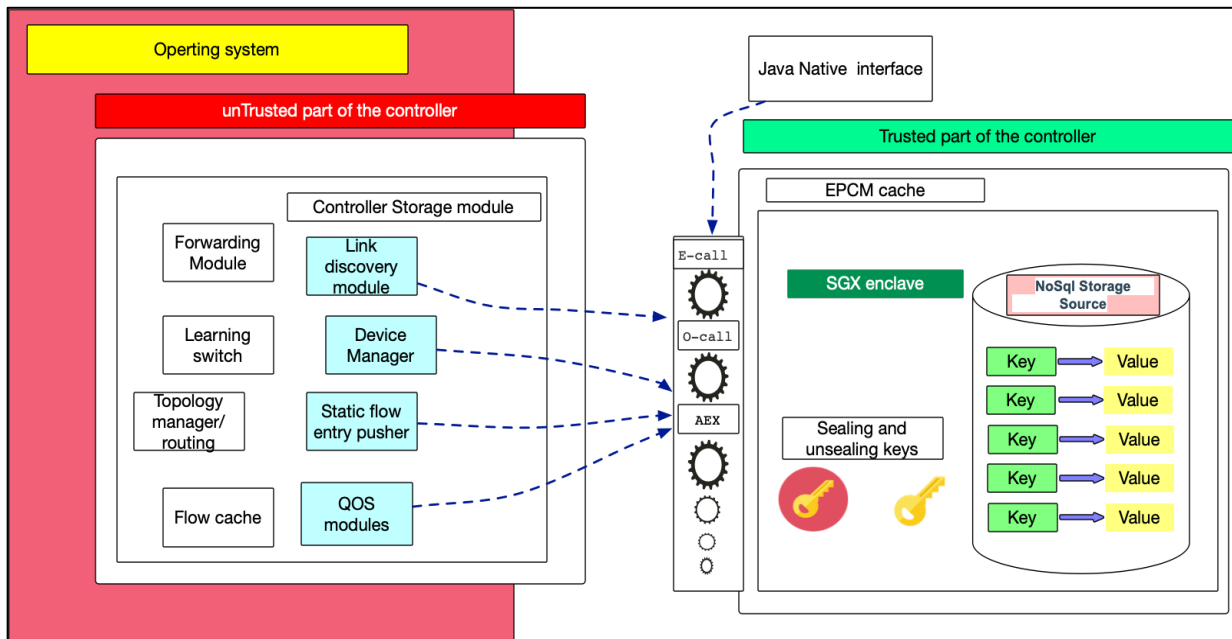 Operting system
unTrusted part of the controller
Controller Storage module
Forwarding
Module
Link
discovery
module
Learning
switch
Device
Manager
Topology
manager/
routing
Static flow
entry pusher
Flow cache
QOS
modules
Java Native interface
E-call
O-call
AEX
Trusted part of the controller
EPCM cache
SGX enclave
Sealing and
unsealing keys
NoSql Storage
Source
Key Value
Key Value
Key Value
Key Value
Key Value